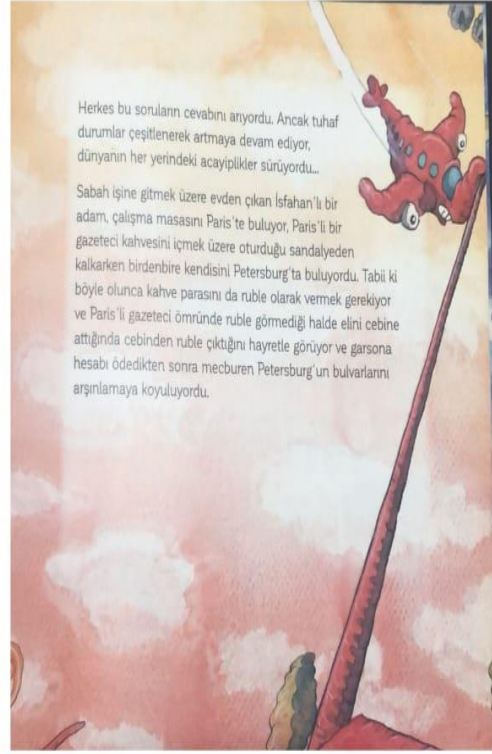 Herkes bu soruların cevabını arıyordu. Ancak tuhaf
durumlar çeşitlenerek artmaya devam ediyor,
dünyanın her yerindeki acayiplikler sürüyordu...
Sabah işine gitmek üzere evden çıkan İsfahan'lı bir
adam, çalışma masasını Paris'te buluyor, Paris'li bir
gazeteci kahvesini içmek üzere oturduğu sandalyeden
kalkarken birdenbire kendisini Petersburg'ta buluyordu. Tabii ki
böyle olunca kahve parasını da ruble olarak vermek gerekiyor
ve Paris'li gazeteci ömründe ruble görmediği halde elini cebine
attığında cebinden ruble çıktığını hayretle görüyor ve garsona
hesabı ödedikten sonra mecburen Petersburg'un bulvarlarını
arşınlamaya koyuluyordu.